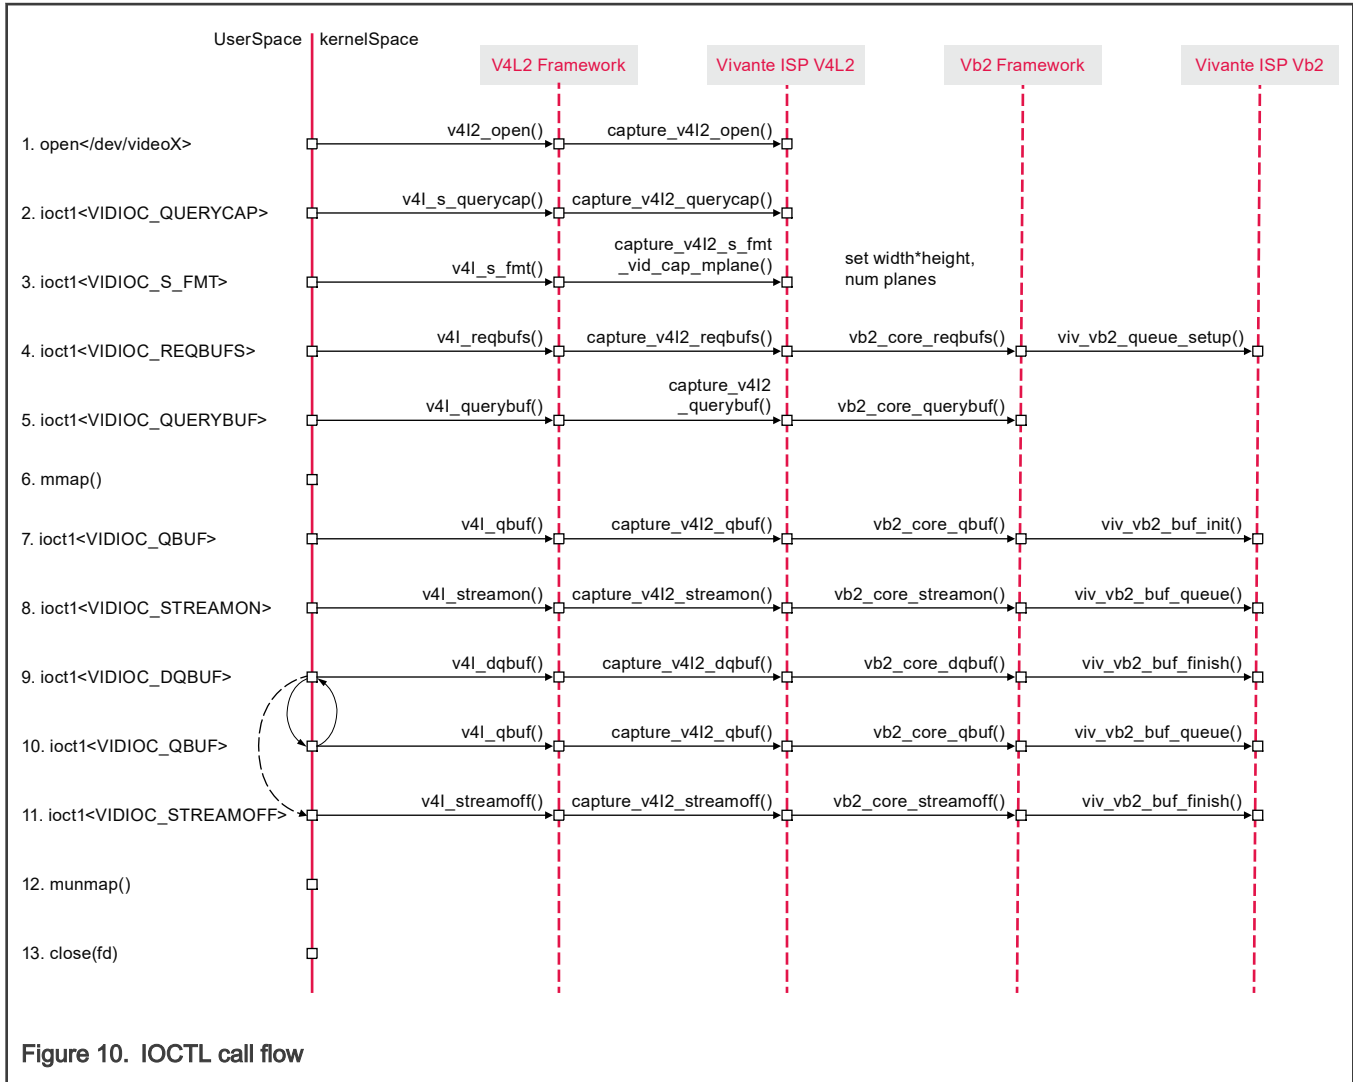 UserSpace kernelSpace
V4L2 Framework Vivante ISP V4L2 Vb2 Framework Vivante ISP Vb2
1. open</dev/videoX> v4l2_open() capture_v4l2_open()
2. ioct1<VIDIOC_QUERYCAP> v4l_s_querycap() capture_v4l2_querycap()
3. ioct1<VIDIOC_S_FMT> v4l_s_fmt() capture_v4l2_s_fmt
_vid_cap_mplane()
set width*height,
num planes
4. ioct1<VIDIOC_REQBUFS> v4l_reqbufs() capture_v4l2_reqbufs() vb2_core_reqbufs() viv_vb2_queue_setup()
5. ioct1<VIDIOC_QUERYBUF> v4l_querybuf() capture_v4l2
_querybuf() vb2_core_querybuf()
6. mmap()
7. ioct1<VIDIOC_QBUF> v4l_qbuf() capture_v4l2_qbuf() vb2_core_qbuf() viv_vb2_buf_init()
8. ioct1<VIDIOC_STREAMON> v4l_streamon() capture_v4l2_streamon() vb2_core_streamon() viv_vb2_buf_queue()
9. ioct1<VIDIOC_DQBUF> v4l_dqbuf() capture_v4l2_dqbuf() vb2_core_dqbuf() viv_vb2_buf_finish()
10. ioct1<VIDIOC_QBUF> v4l_qbuf() capture_v4l2_qbuf() vb2_core_qbuf() viv_vb2_buf_queue()
11. ioct1<VIDIOC_STREAMOFF> v4l_streamoff() capture_v4l2_streamoff() vb2_core_streamoff() viv_vb2_buf_finish()
12. munmap()
13. close(fd)
Figure 10. IOCTL call flow